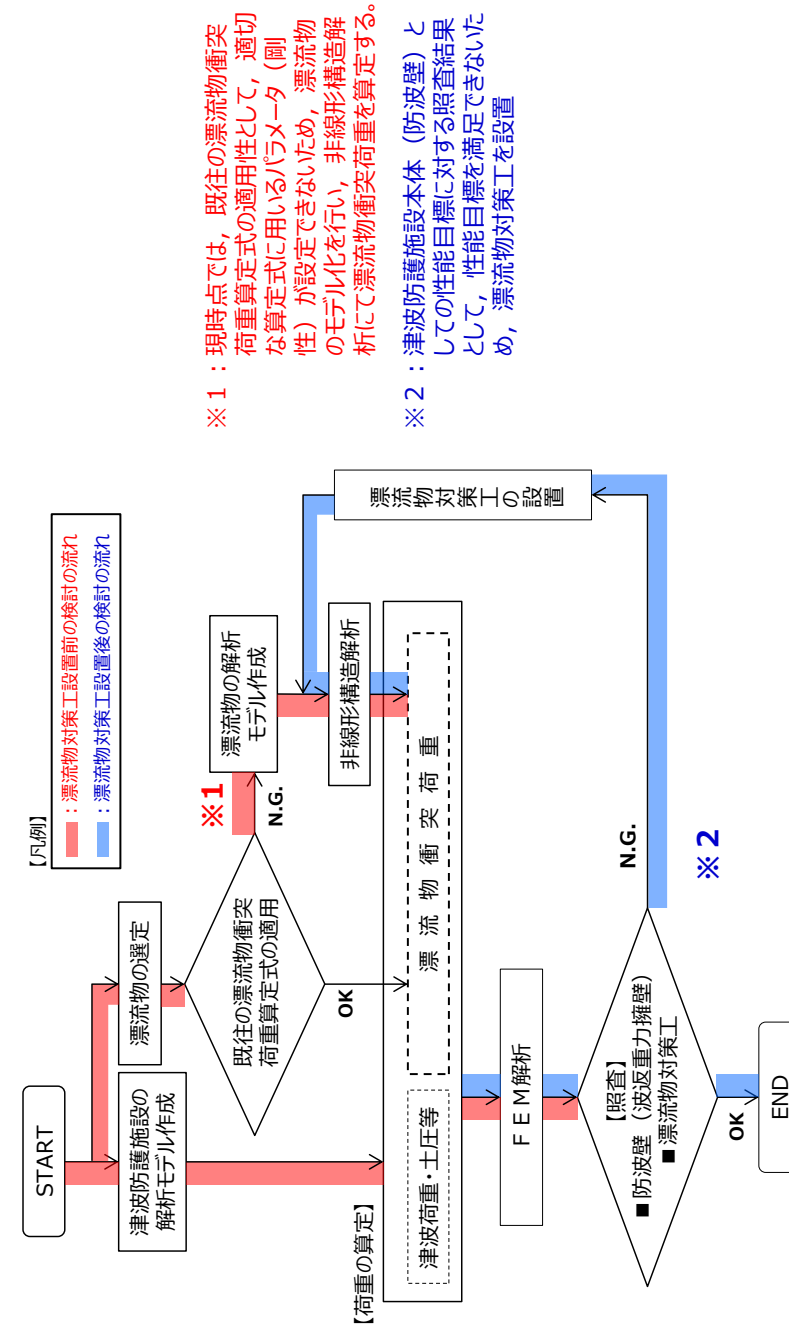 【凡例】
：漂流物対策工設置前の検討の流れ
：漂流物対策工設置後の検討の流れ
START
津波防護施設の
解析モデル作成
漂流物の選定
既往の漂流物衝突
荷重算定式の適用
※１
N.G.
OK
漂流物の解析
モデル作成
非線形構造解析
漂流物対策工の設置
【荷重の算定】
津波荷重・土圧等
漂流物衝突荷重
ＦＥＭ解析
【照査】
■防波壁（波返重力擁壁）
■漂流物対策工
N.G.
※２
OK
END
※１：現時点では，既往の漂流物衝突
荷重算定式の適用性として，適切
な算定式に用いるパラメータ（剛
性）が設定できないため，漂流物
のモデル化を行い，非線形構造解
析にて漂流物衝突荷重を算定する。
※２：津波防護施設本体（防波壁）と
しての性能目標に対する照査結果
として，性能目標を満足できないた
め，漂流物対策工を設置